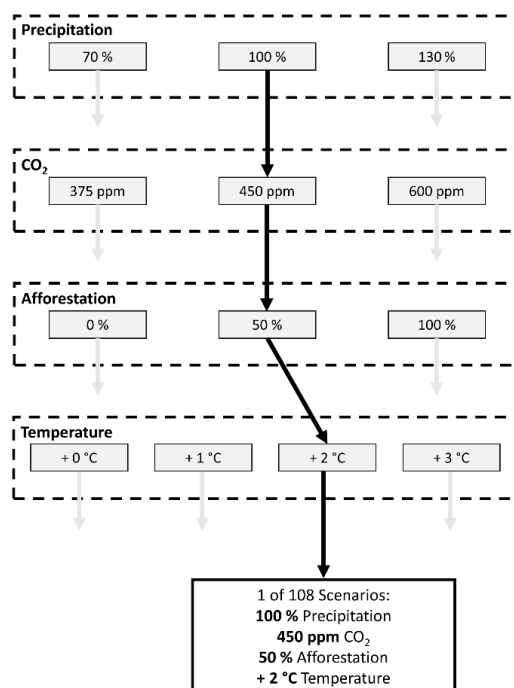 Precipitation
70 %
100 %
130 %
CO₂
375 ppm
450 ppm
600 ppm
Afforestation
0 %
50 %
100 %
Temperature
+ 0 °C
+ 1 °C
+ 2 °C
+ 3 °C
1 of 108 Scenarios:
100 % Precipitation
450 ppm CO₂
50 % Afforestation
+ 2 °C Temperature